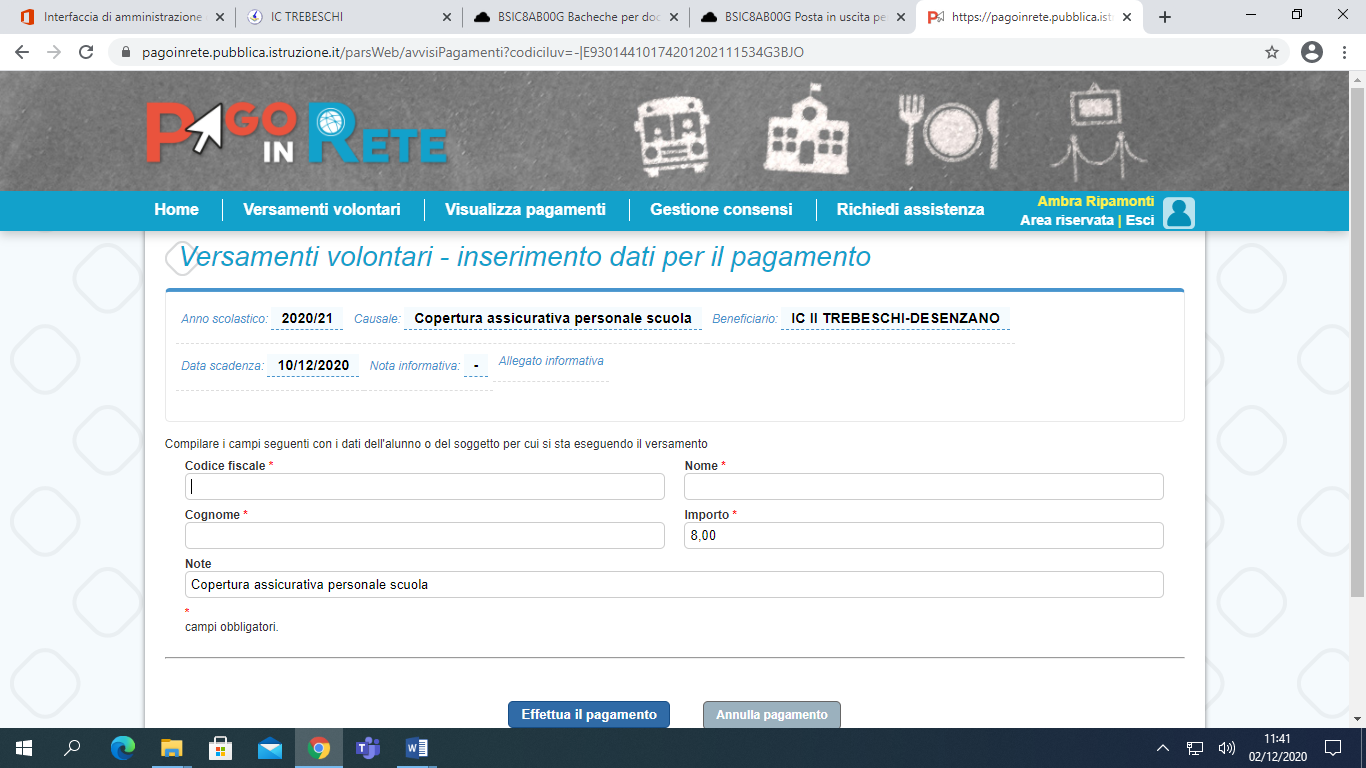 Interfaccia di amministrazione
IC TREBESCHI
BSIC8AB00G Bacheche per doc
BSIC8AB00G Posta in uscita pe
https://pagoinrete.pubblica.ist
pagoinrete.pubblica.istruzione.it/parsWeb/avvisiPagamenti?codiciIuv=-|E93014410174201202111534G3BJO
PAGO IN RETE
Home
Versamenti volontari
Visualizza pagamenti
Gestione consensi
Richiedi assistenza
Ambra Ripamonti
Area riservata | Esci
Versamenti volontari - inserimento dati per il pagamento
Anno scolastico: 2020/21 Causale: Copertura assicurativa personale scuola Beneficiario: IC II TREBESCHI-DESENZANO
Data scadenza: 10/12/2020 Nota informativa: - Allegato informativa
Compilare i campi seguenti con i dati dell'alunno o del soggetto per cui si sta eseguendo il versamento
Codice fiscale * Nome *
Cognome * Importo *
8,00
Note
Copertura assicurativa personale scuola
*
campi obbligatori.
Effettua il pagamento Annulla pagamento
11:41
02/12/2020